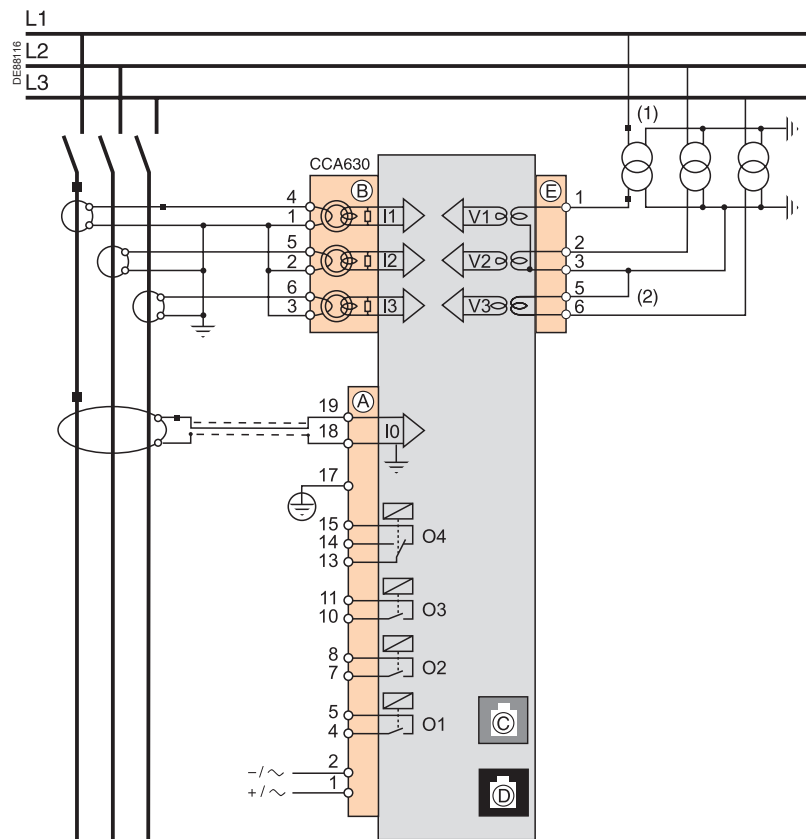 L1
DE88116
L2
L3
(1)
CCA630
B
E
4
I1
V1
1
1
5
I2
V2
2
2
3
6
I3
V3
5
(2)
3
6
A
19
18
I0
17
15
14
O4
13
11
O3
10
8
O2
7
5
O1
4
C
2
-/~
1
+/~
D